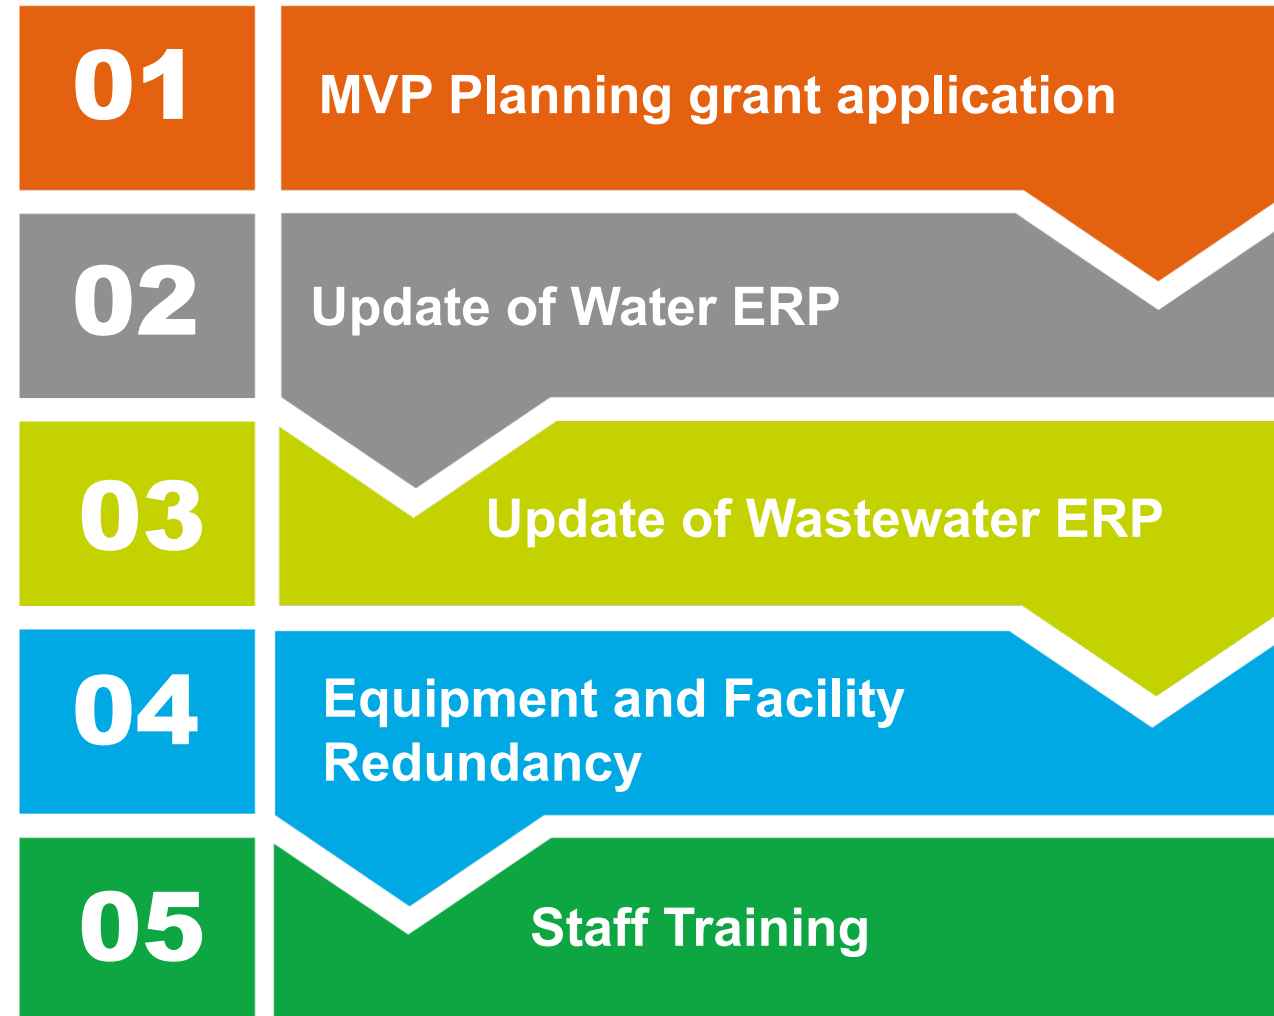 01
MVP Planning grant application
02
Update of Water ERP
03
Update of Wastewater ERP
04
Equipment and Facility
Redundancy
05
Staff Training